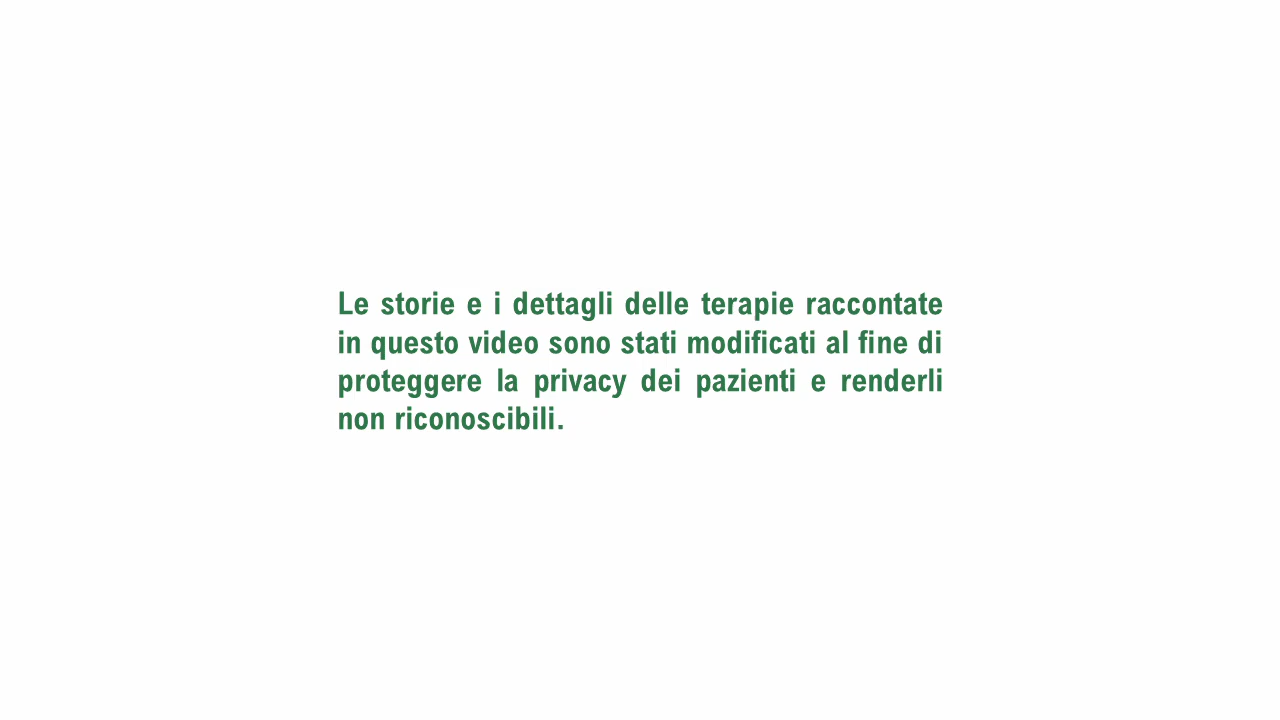 Le storie e i dettagli delle terapie raccontate
in questo video sono stati modificati al fine di
proteggere la privacy dei pazienti e renderli
non riconoscibili.